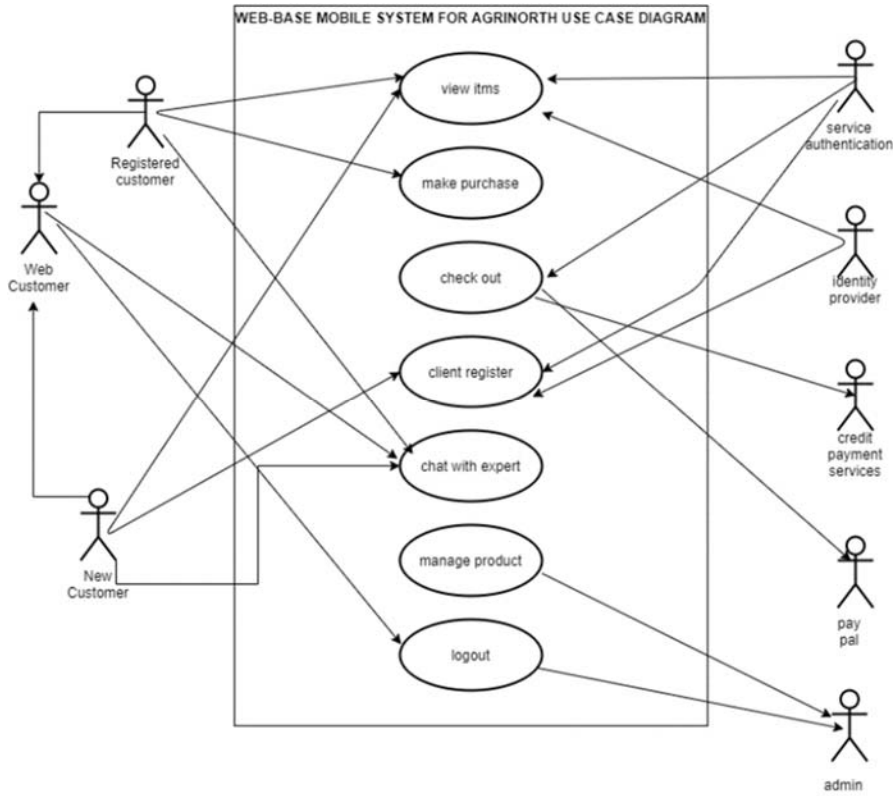 WEB-BASE MOBILE SYSTEM FOR AGRINORTH USE CASE DIAGRAM
view itms
Registered
customer
service
authentication
make purchase
Web
Customer
check out
identity
provider
client register
credit
payment
services
chat with expert
manage product
New
Customer
pay
pal
logout
admin